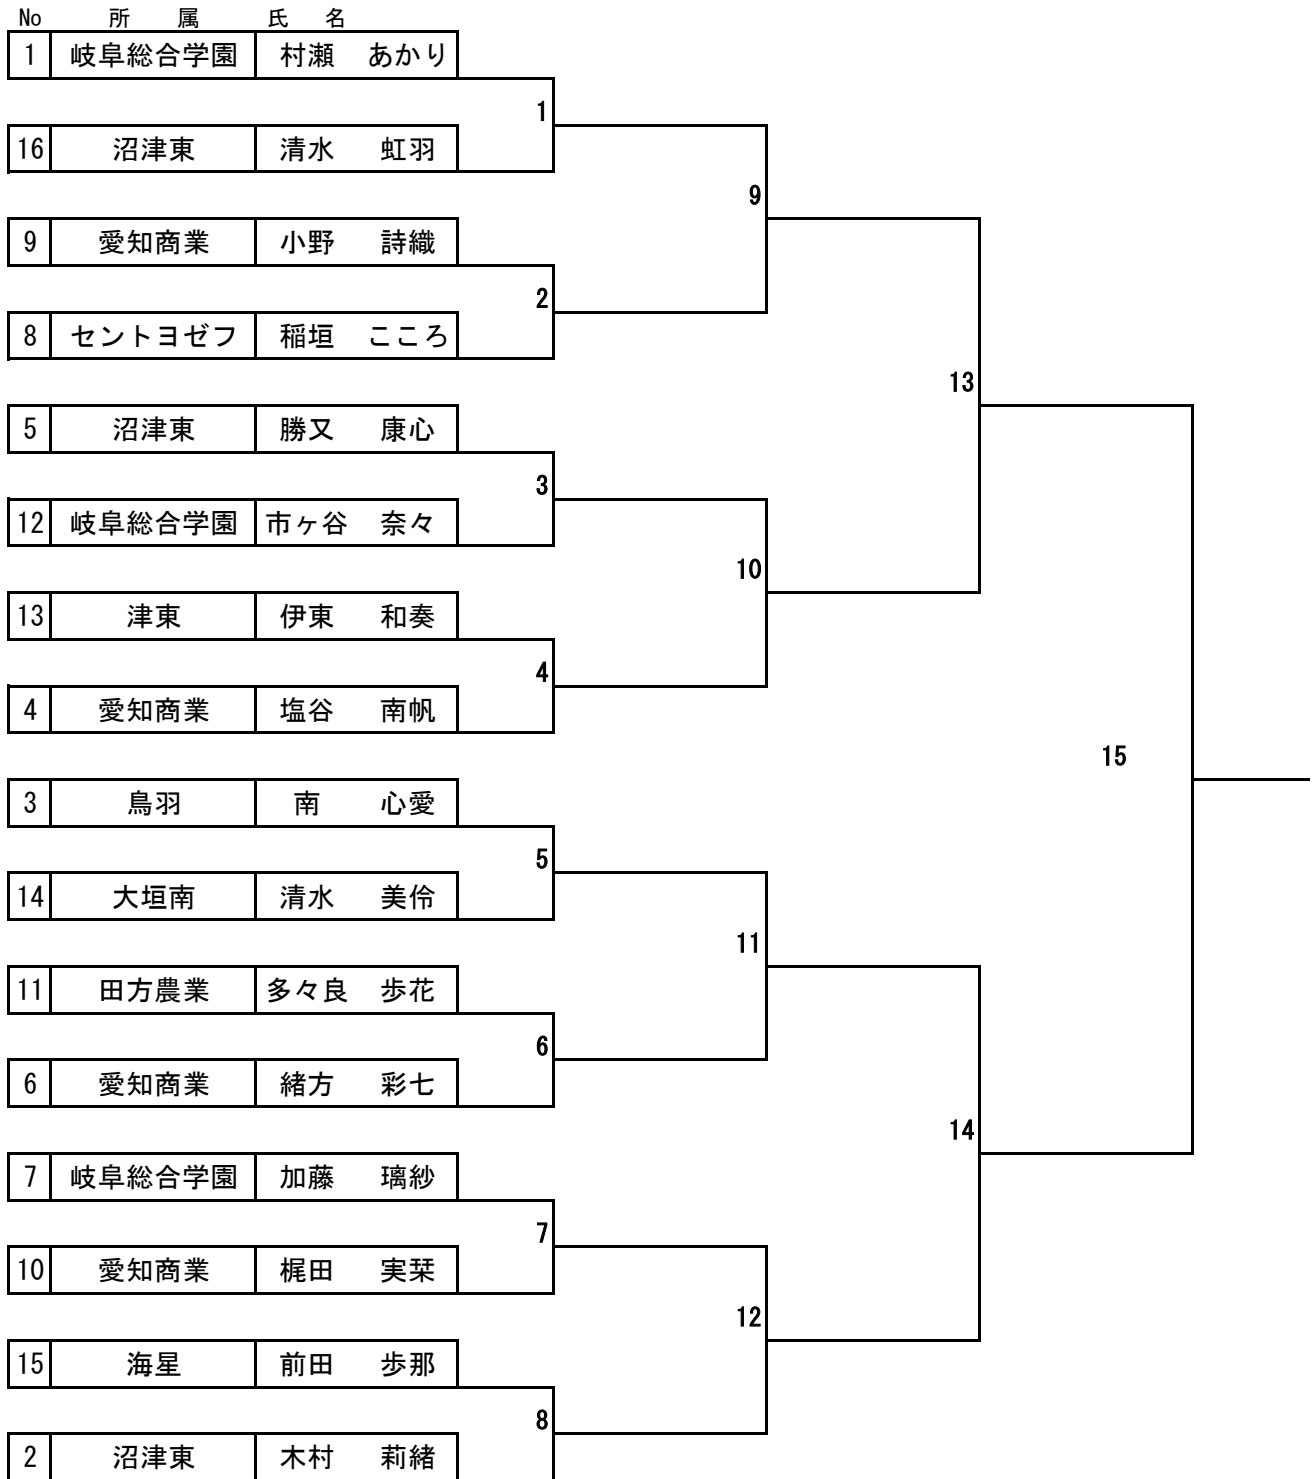 No 所 属 氏 名
1 岐阜総合学園 村瀬 あかり
1
16 沼津東 清水 虹羽
9
9 愛知商業 小野 詩織
2
8 セントヨゼフ 稲垣 こころ
13
5 沼津東 勝又 康心
3
12 岐阜総合学園 市ヶ谷 奈々
10
13 津東 伊東 和奏
4
4 愛知商業 塩谷 南帆
15
3 鳥羽 南 心愛
5
14 大垣南 清水 美伶
11
11 田方農業 多々良 歩花
6
6 愛知商業 緒方 彩七
14
7 岐阜総合学園 加藤 璃紗
7
10 愛知商業 梶田 実栞
12
15 海星 前田 歩那
8
2 沼津東 木村 莉緒